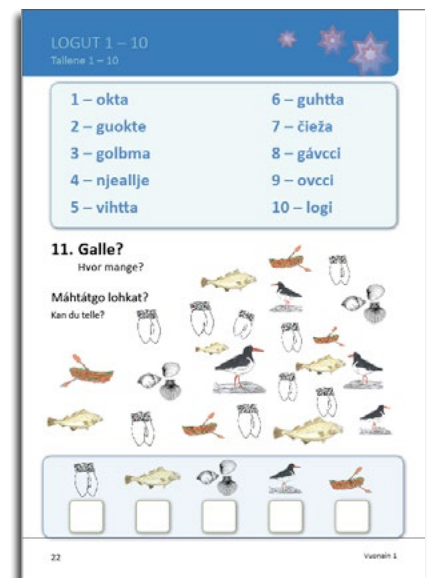 LOGUT 1 – 10
Tallene 1 – 10
1 – okta
2 – guokte
3 – golbma
4 – njeallje
5 – vihtta
6 – guhtta
7 – čieža
8 – gávcci
9 – ovcci
10 – logi
11. Galle?
Hvor mange?
Máhtátgo lohkat?
Kan du telle?
22
Vuonain 1